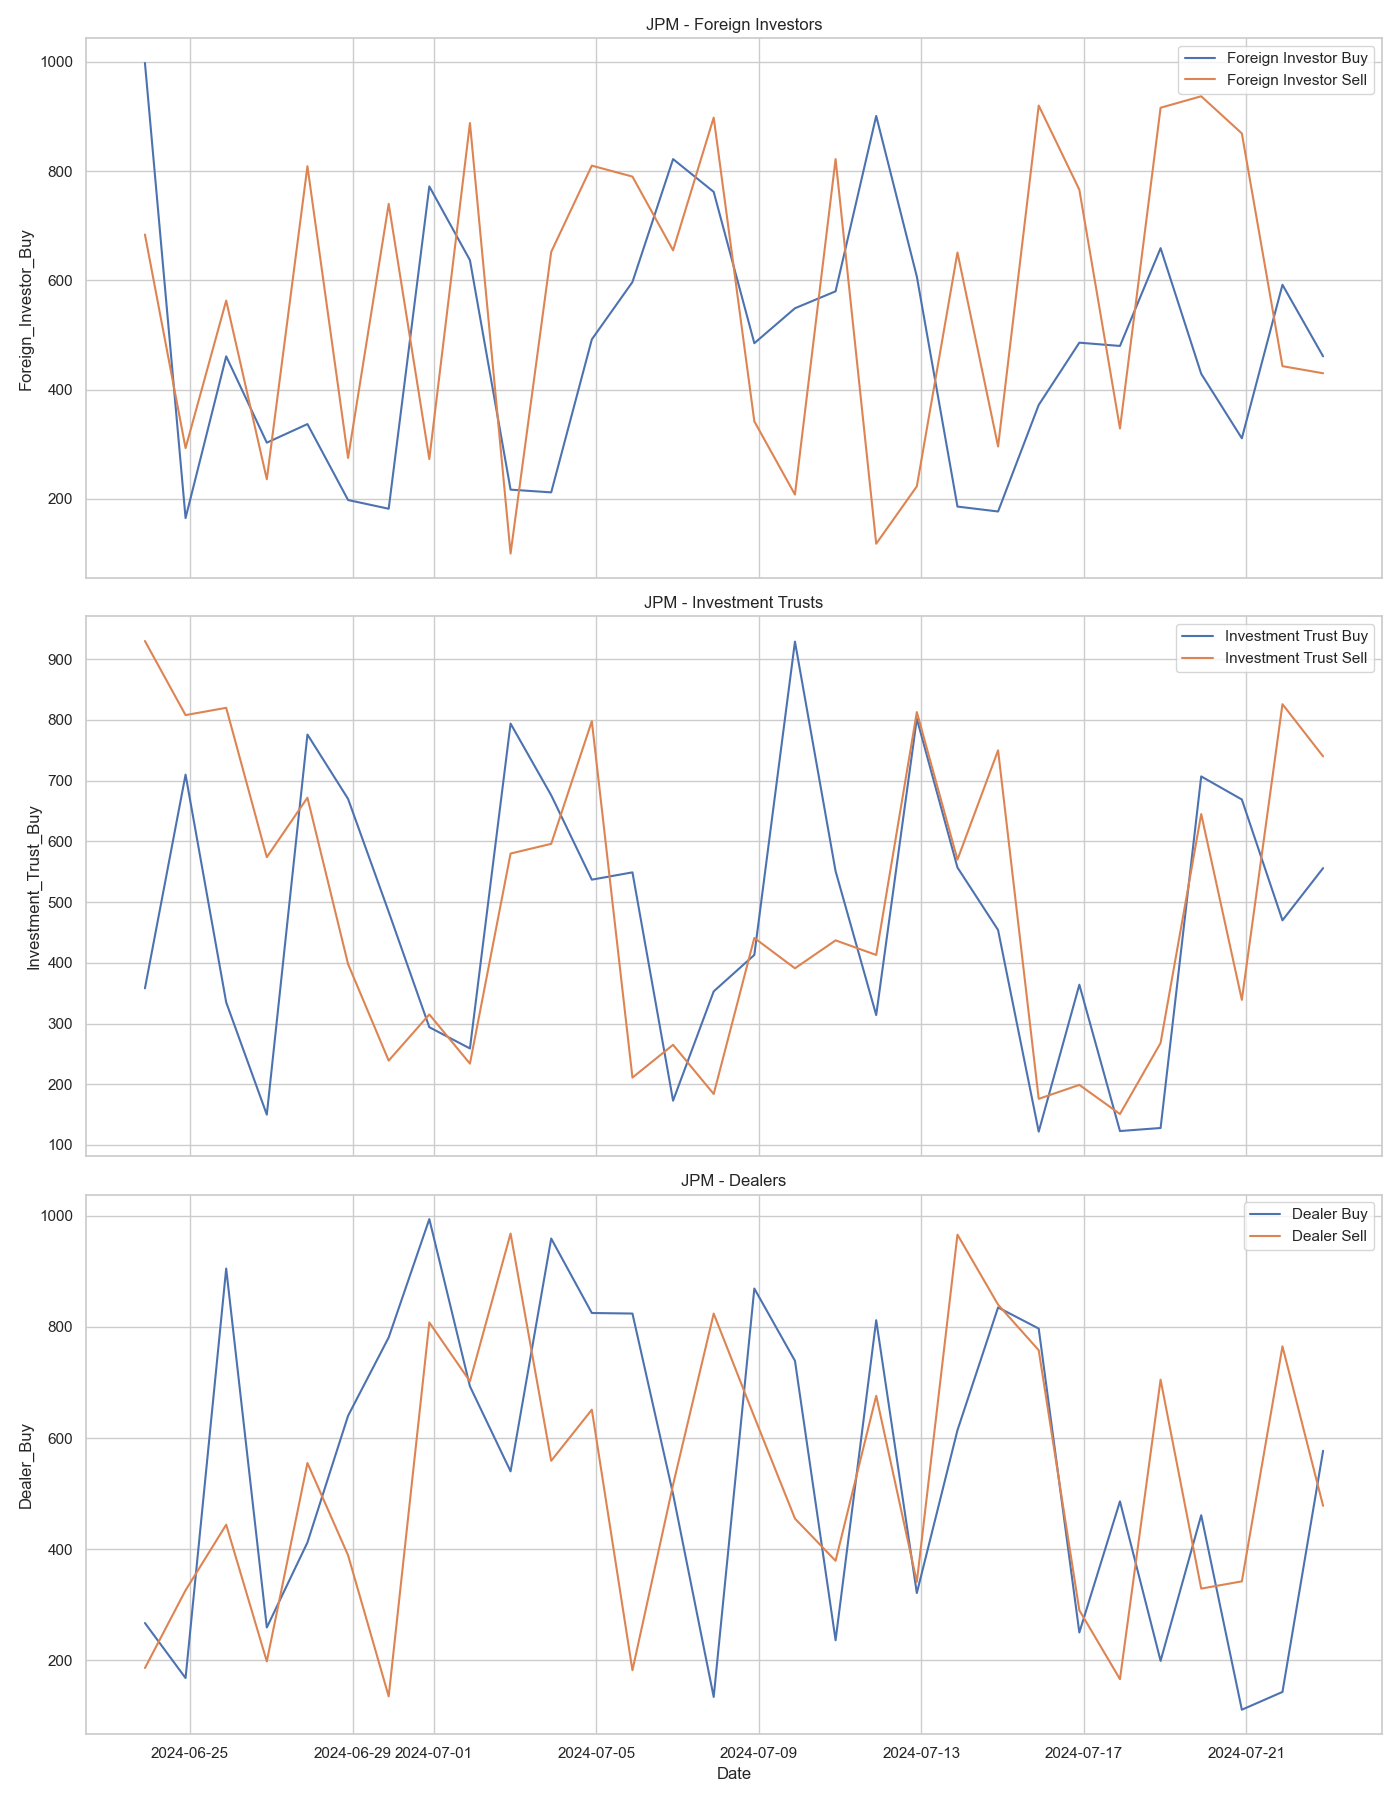 JPM - Foreign Investors
Foreign Investor Buy
Foreign Investor Sell
Foreign_Investor_Buy
1000
800
600
400
200
JPM - Investment Trusts
Investment Trust Buy
Investment Trust Sell
Investment_Trust_Buy
900
800
700
600
500
400
300
200
100
JPM - Dealers
Dealer Buy
Dealer Sell
Dealer_Buy
1000
800
600
400
200
2024-06-25 2024-06-29 2024-07-01 2024-07-05 2024-07-09 2024-07-13 2024-07-17 2024-07-21
Date